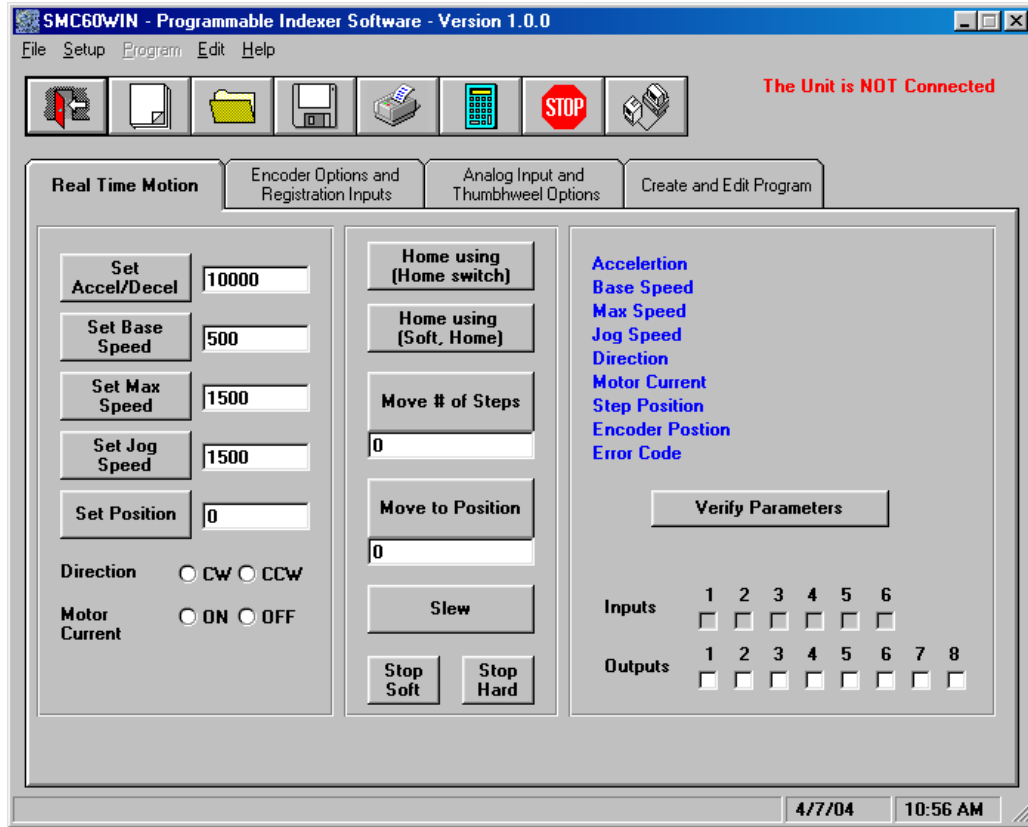 SMC60WIN - Programmable Indexer Software - Version 1.0.0
File Setup Program Edit Help
STOP
The Unit is NOT Connected
Real Time Motion
Encoder Options and
Registration Inputs
Analog Input and
Thumbhweel Options
Create and Edit Program
Set
Accel/Decel
10000
Set Base
Speed
500
Set Max
Speed
1500
Set Jog
Speed
1500
Set Position
0
Direction
CW CCW
Motor
Current
ON OFF
Home using
(Home switch)
Home using
(Soft, Home)
Move # of Steps
0
Move to Position
0
Slew
Stop
Soft
Stop
Hard
Accelertion
Base Speed
Max Speed
Jog Speed
Direction
Motor Current
Step Position
Encoder Postion
Error Code
Verify Parameters
1 2 3 4 5 6
Inputs
1 2 3 4 5 6 7 8
Outputs
4/7/04
10:56 AM